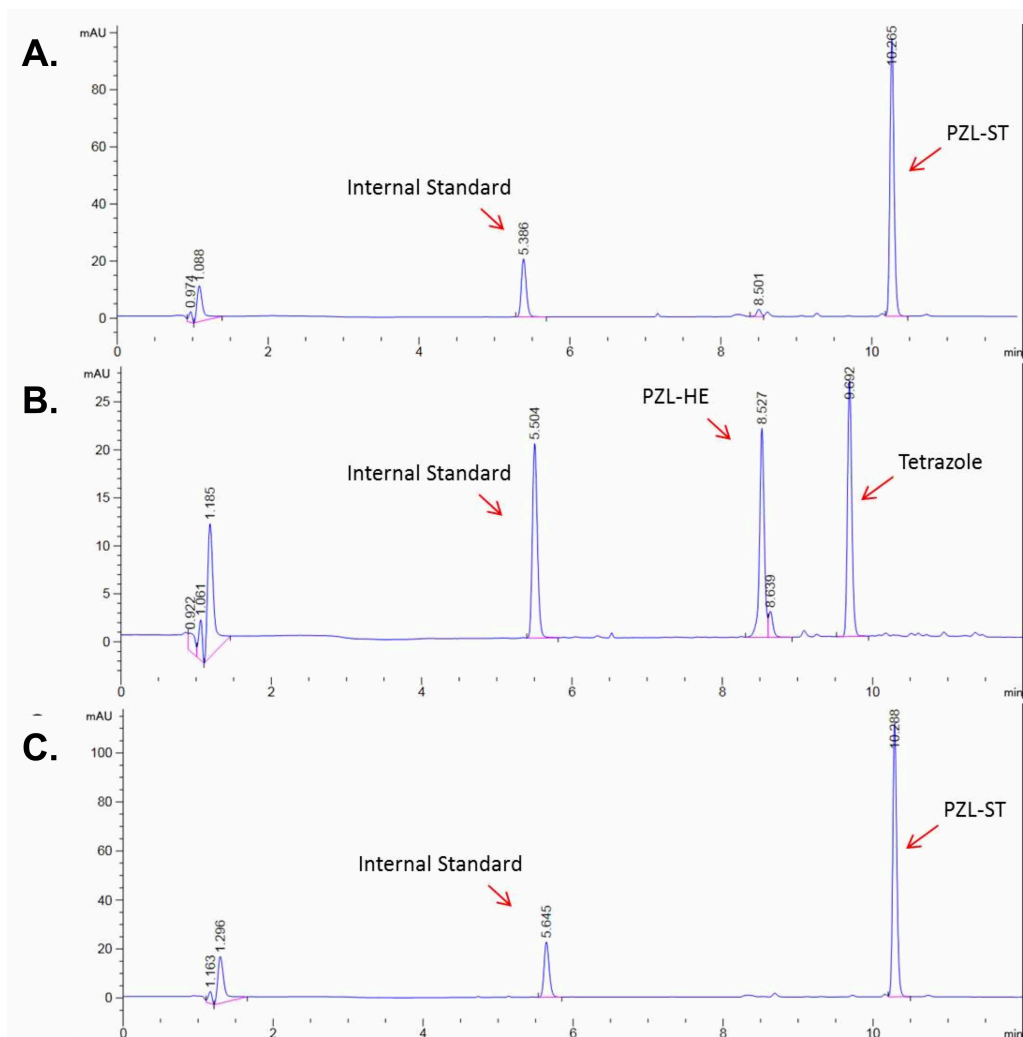 A.
mAU
80
60
40
20
0
0.974
1.088
Internal Standard
5.386
8.501
10.265
PZL-ST
0 2 4 6 8 10 min
B.
mAU
25
20
15
10
5
0
0.922
1.061
1.185
Internal Standard
5.504
PZL-HE
8.527
8.639
9.692
Tetrazole
0 2 4 6 8 10 min
C.
mAU
100
80
60
40
20
0
1.163
1.296
Internal Standard
5.645
10.288
PZL-ST
0 2 4 6 8 10 min